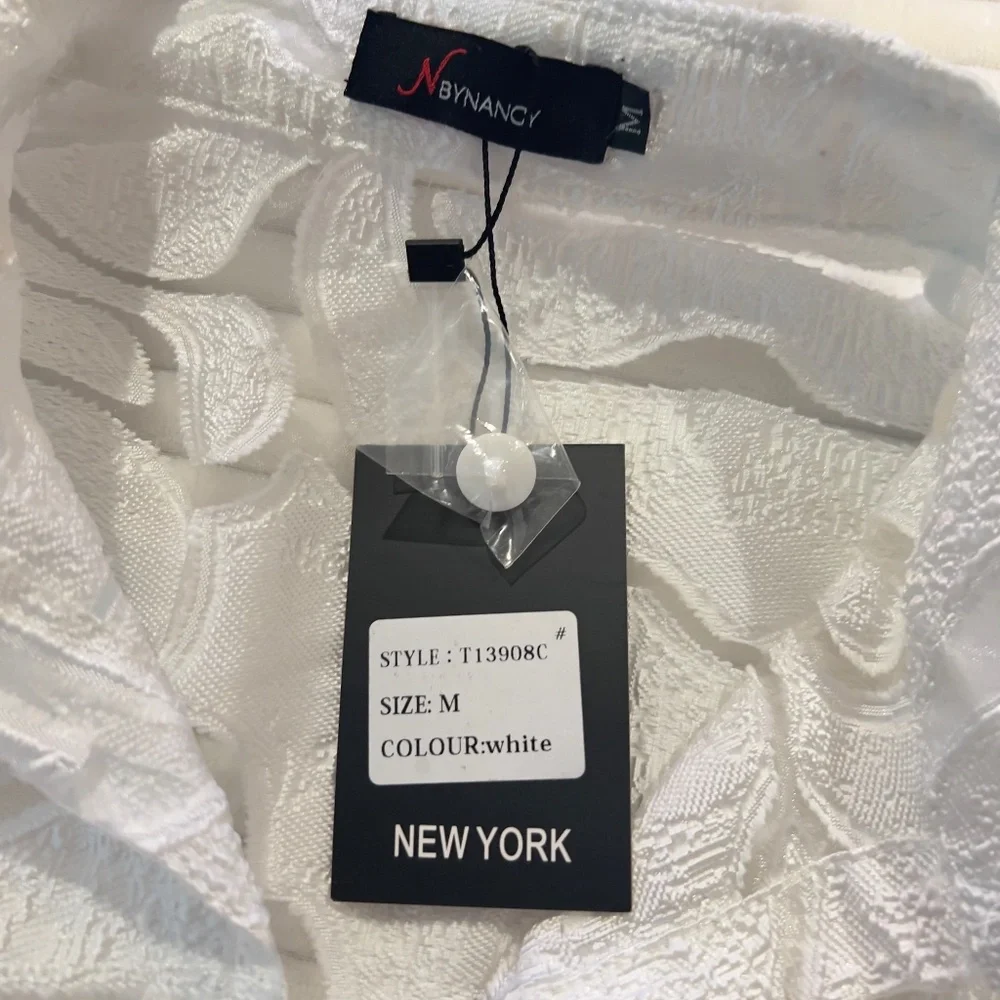 NBYNANCY
M
#
STYLE : T13908C
SIZE: M
COLOUR:white
NEW YORK